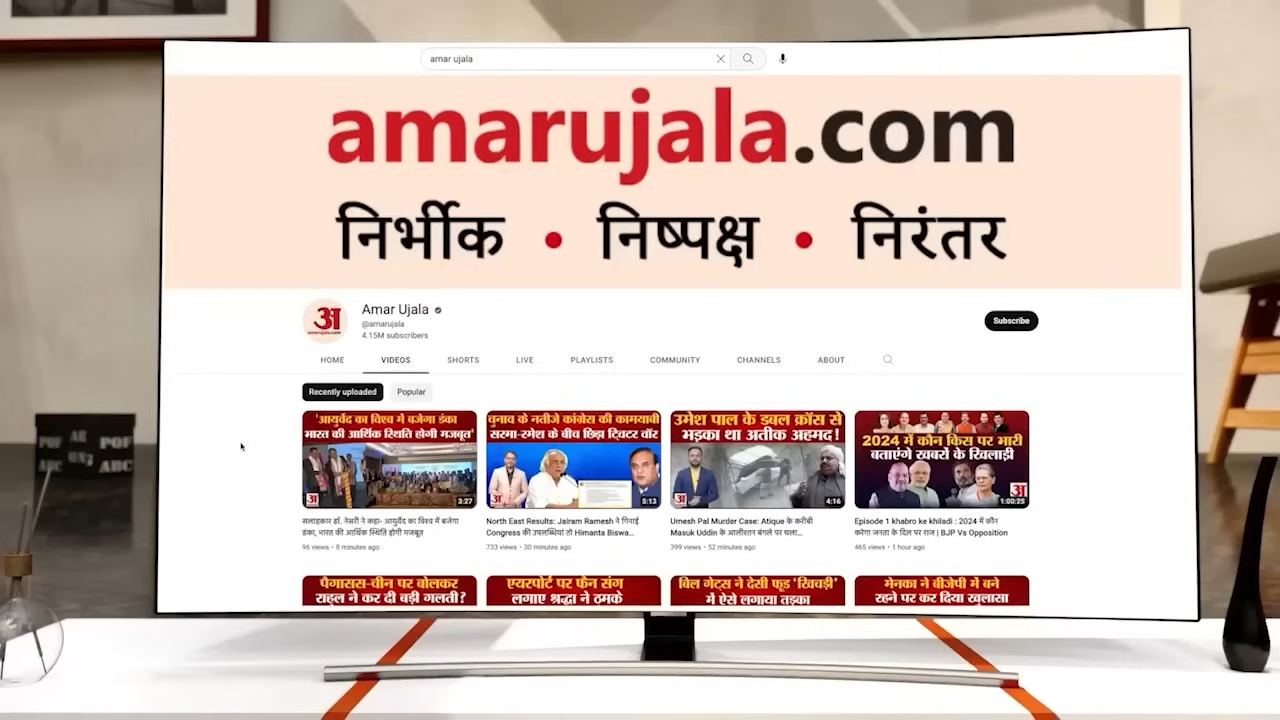 amar ujala
amarujala.com
निर्भीक • निष्पक्ष • निरंतर
अ
amarujala.com
Amar Ujala
@amarujala
4.15M subscribers
Subscribe
HOME VIDEOS SHORTS LIVE PLAYLISTS COMMUNITY CHANNELS ABOUT
Recently uploaded Popular
'आयुर्वेद का विश्व में बजेगा डंका
भारत की आर्थिक स्थिति होगी मजबूत'
3:27
सलाहकार डॉ. नेसरी ने कहा- आयुर्वेद का विश्व में बजेगा
डंका, भारत की आर्थिक स्थिति होगी मजबूत
96 views • 8 minutes ago
चुनाव के नतीजे कांग्रेस की कामयाबी
सरमा-रमेश के बीच छिड़ा ट्विटर वॉर
अ
5:13
North East Results: Jairam Ramesh ने गिनाई
Congress की उपलब्धियां तो Himanta Biswa...
733 views • 30 minutes ago
उमेश पाल के डबल क्रॉस से
भड़का था अतीक अहमद!
अ
4:16
Umesh Pal Murder Case: Atique के करीबी
Masuk Uddin के आलीशान बंगले पर चला...
399 views • 52 minutes ago
2024 में कौन किस पर भारी
बताएंगे खबरों के खिलाड़ी
अ
1:00:25
Episode 1 khabro ke khiladi : 2024 में कौन
करेगा जनता के दिल पर राज | BJP Vs Opposition
465 views • 1 hour ago
पैगासस-चीन पर बोलकर
राहुल ने कर दी बड़ी गलती?
एयरपोर्ट पर फैन संग
लगाए श्रद्धा ने ठुमके
बिल गेट्स ने देसी फूड 'खिचड़ी'
में ऐसे लगाया तड़का
मेनका ने बीजेपी में बने
रहने पर कर दिया खुलासा